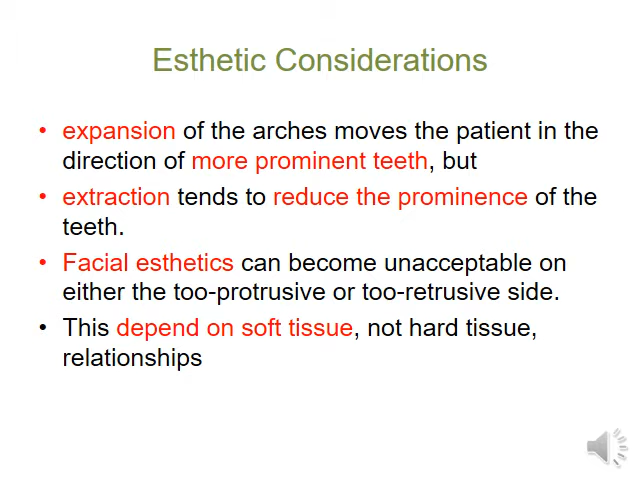 Esthetic Considerations
• expansion of the arches moves the patient in the
direction of more prominent teeth, but
• extraction tends to reduce the prominence of the
teeth.
• Facial esthetics can become unacceptable on
either the too-protrusive or too-retrusive side.
• This depend on soft tissue, not hard tissue,
relationships